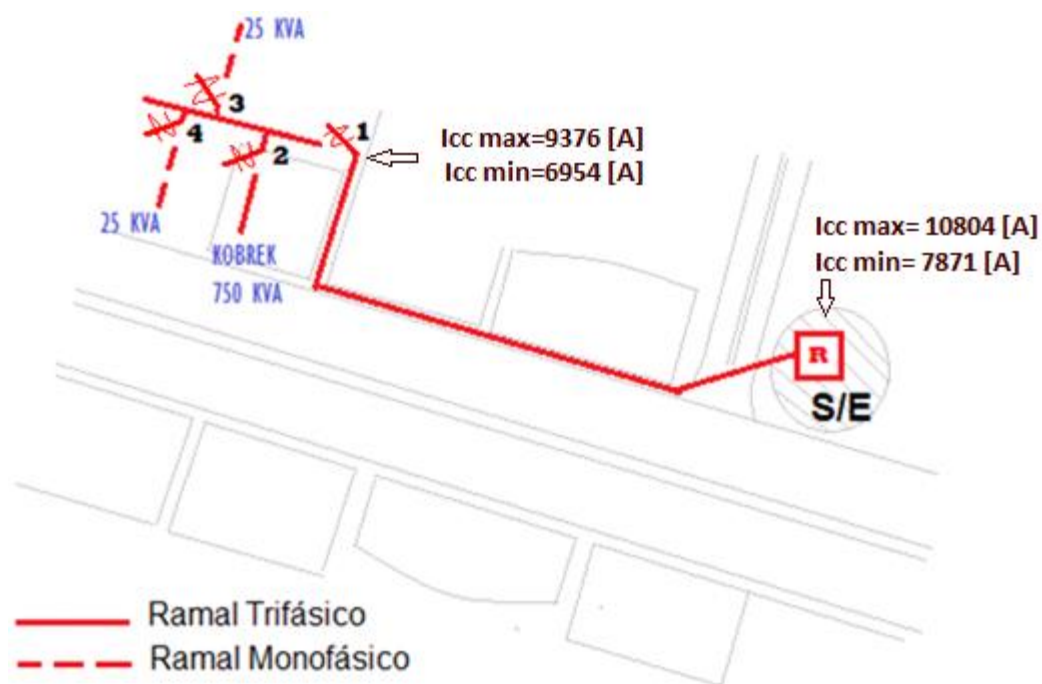 25 KVA
3
4
2
1
25 KVA
KOBREK
750 KVA
Icc max=9376 [A]
Icc min=6954 [A]
Icc max= 10804 [A]
Icc min= 7871 [A]
R
S/E
Ramal Trifásico
Ramal Monofásico